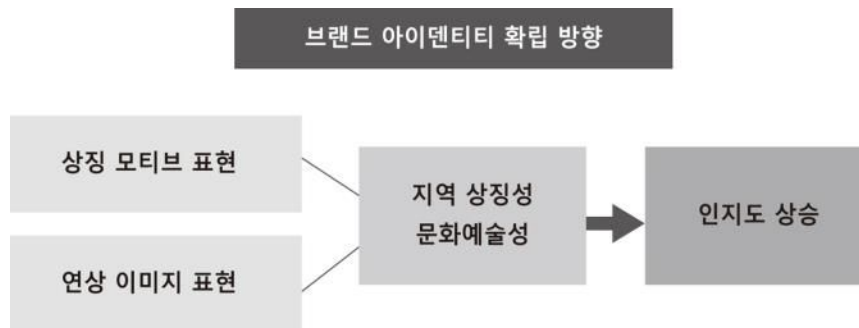 브랜드 아이덴티티 확립 방향
상징 모티브 표현
연상 이미지 표현
지역 상징성
문화예술성
인지도 상승